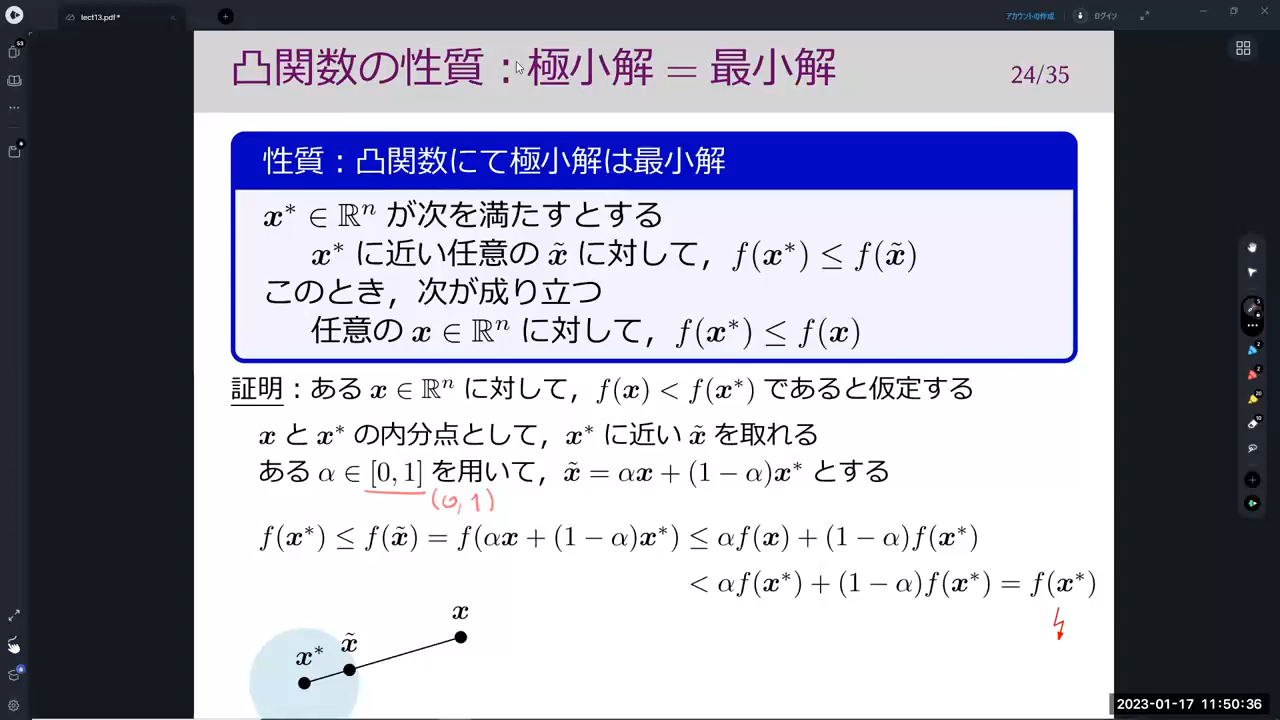 lect13.pdf*
アカウントの作成
ログイン
凸関数の性質：極小解 = 最小解
24/35
性質：凸関数にて極小解は最小解
x* ∈ ℝⁿ が次を満たすとする
x* に近い任意の x̃ に対して，f(x*) ≤ f(x̃)
このとき，次が成り立つ
任意の x ∈ ℝⁿ に対して，f(x*) ≤ f(x)
証明：ある x ∈ ℝⁿ に対して，f(x) < f(x*) であると仮定する
x と x* の内分点として，x* に近い x̃ を取れる
ある α ∈ [0, 1] を用いて，x̃ = αx + (1 − α)x* とする
(0, 1)
f(x*) ≤ f(x̃) = f(αx + (1 − α)x*) ≤ αf(x) + (1 − α)f(x*)
< αf(x*) + (1 − α)f(x*) = f(x*)
x
x̃
x*
2023-01-17 11:50:36